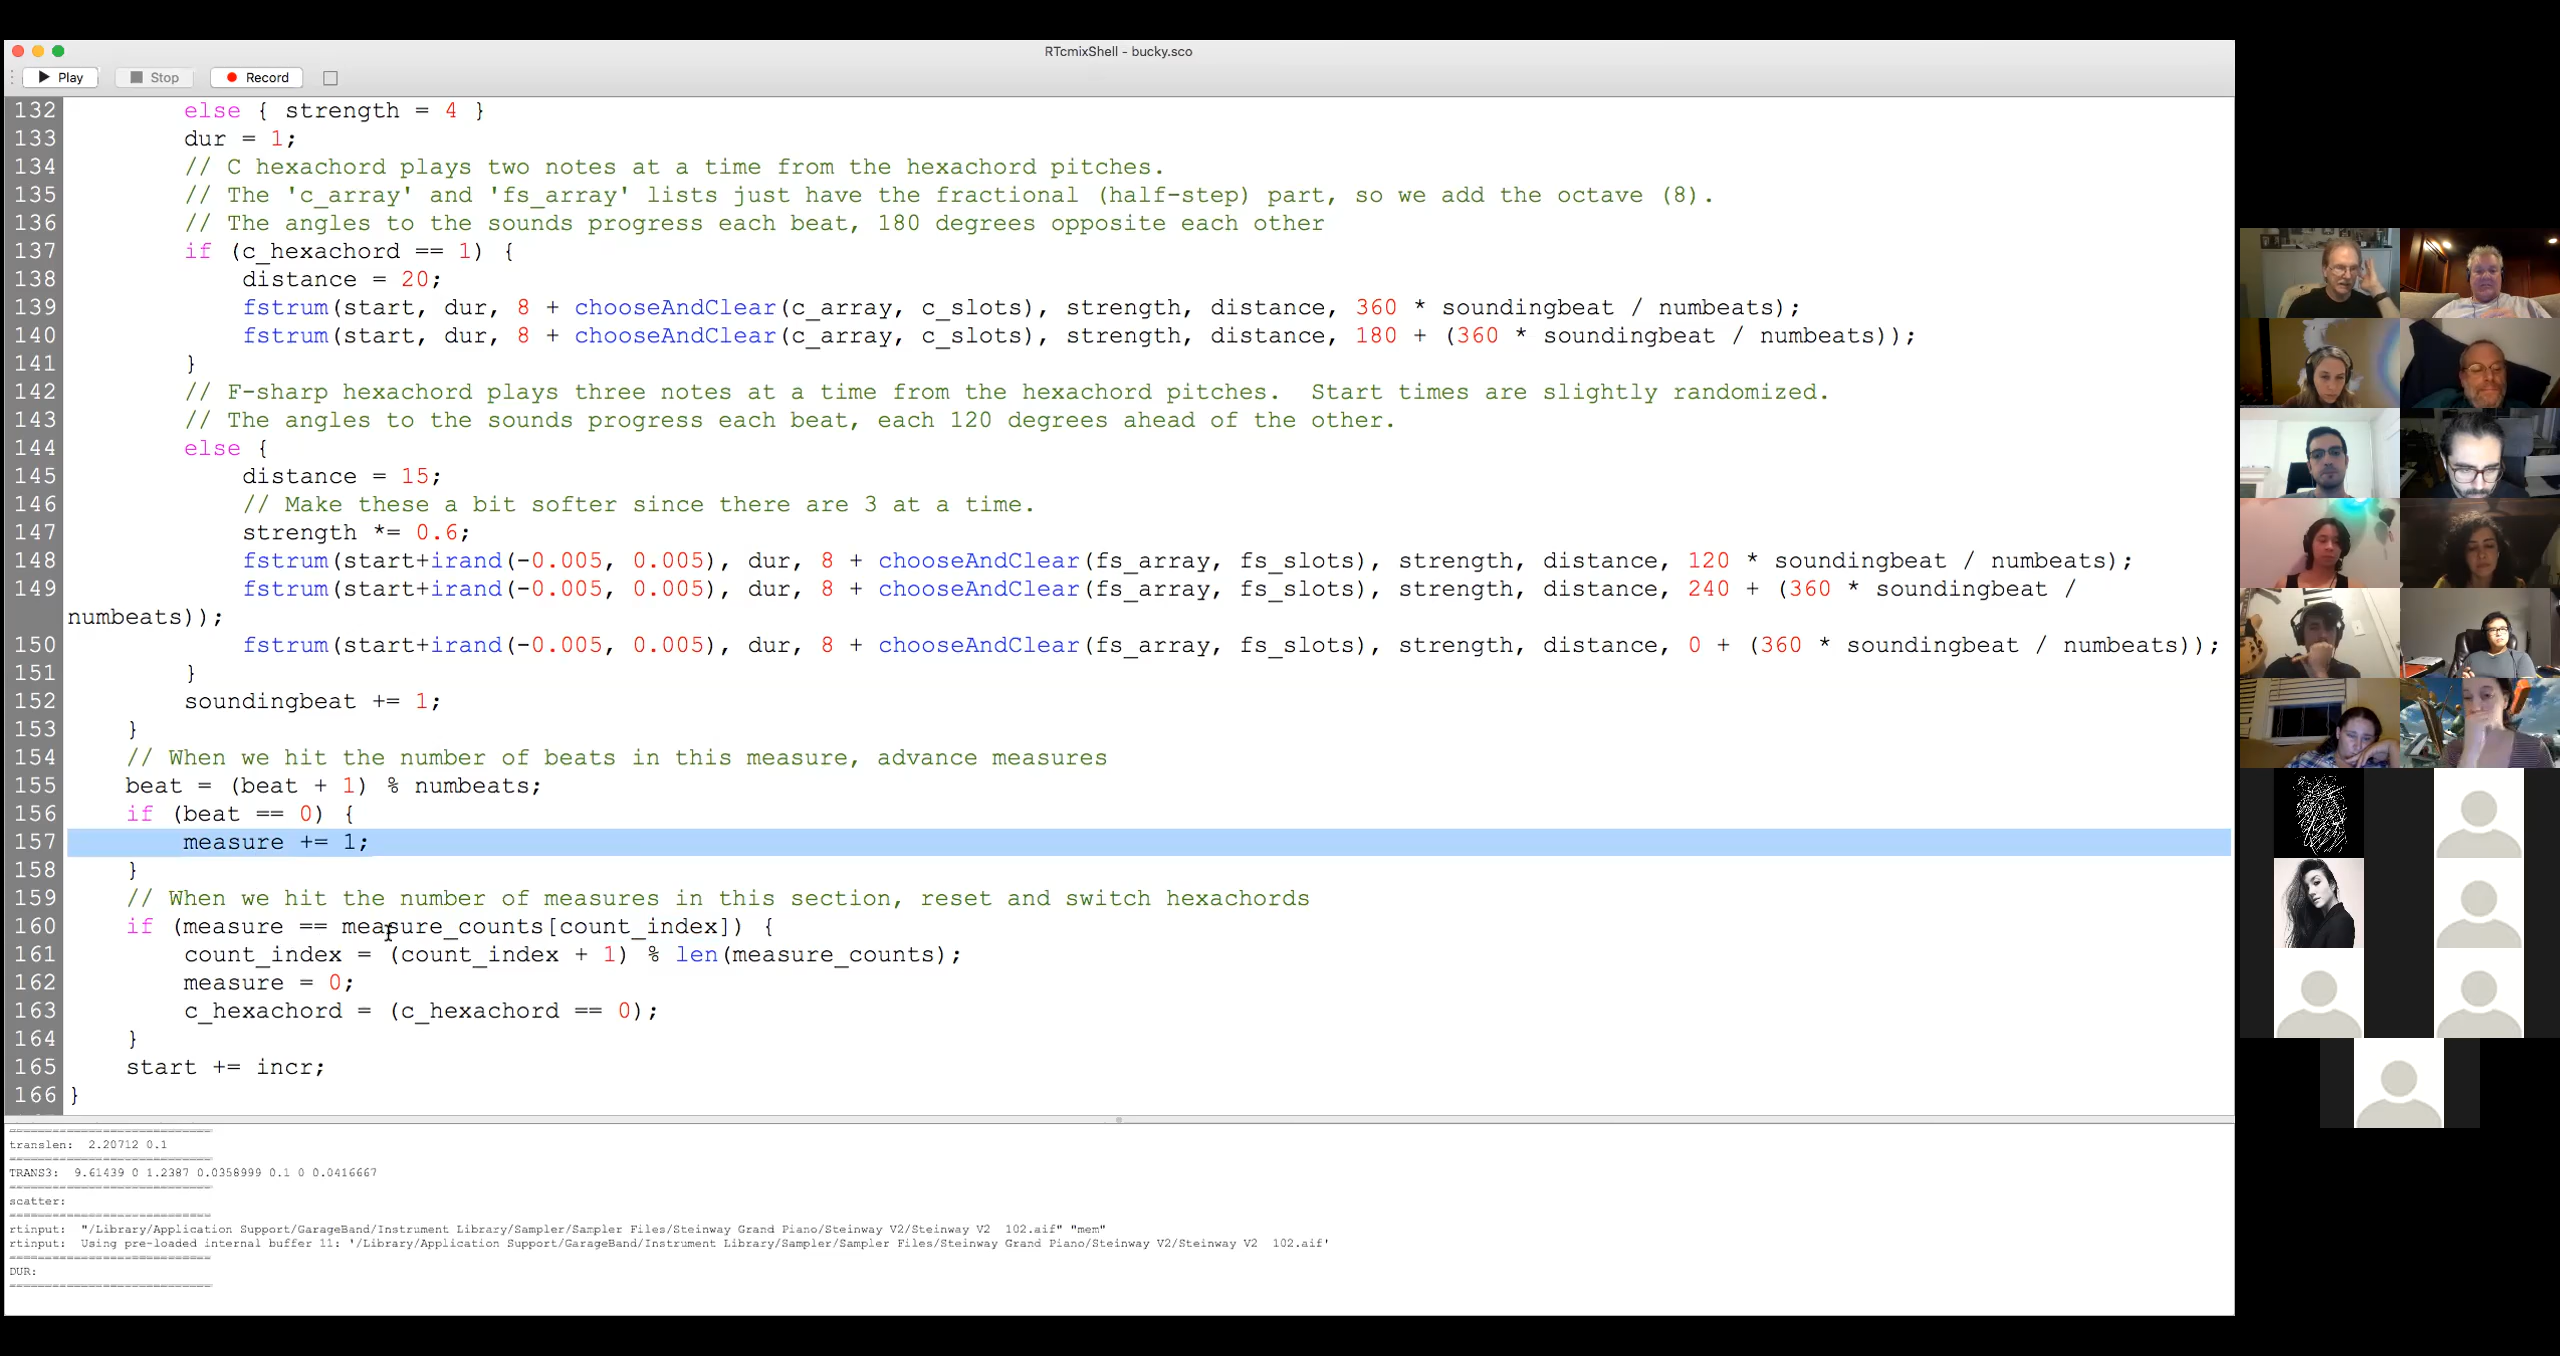 RTcmixShell - bucky.sco
Play Stop Record
132 else { strength = 4 }
133 dur = 1;
134 // C hexachord plays two notes at a time from the hexachord pitches.
135 // The 'c_array' and 'fs_array' lists just have the fractional (half-step) part, so we add the octave (8).
136 // The angles to the sounds progress each beat, 180 degrees opposite each other
137 if (c_hexachord == 1) {
138 distance = 20;
139 fstrum(start, dur, 8 + chooseAndClear(c_array, c_slots), strength, distance, 360 * soundingbeat / numbeats);
140 fstrum(start, dur, 8 + chooseAndClear(c_array, c_slots), strength, distance, 180 + (360 * soundingbeat / numbeats));
141 }
142 // F-sharp hexachord plays three notes at a time from the hexachord pitches.  Start times are slightly randomized.
143 // The angles to the sounds progress each beat, each 120 degrees ahead of the other.
144 else {
145 distance = 15;
146 // Make these a bit softer since there are 3 at a time.
147 strength *= 0.6;
148 fstrum(start+irand(-0.005, 0.005), dur, 8 + chooseAndClear(fs_array, fs_slots), strength, distance, 120 * soundingbeat / numbeats);
149 fstrum(start+irand(-0.005, 0.005), dur, 8 + chooseAndClear(fs_array, fs_slots), strength, distance, 240 + (360 * soundingbeat /
numbeats));
150 fstrum(start+irand(-0.005, 0.005), dur, 8 + chooseAndClear(fs_array, fs_slots), strength, distance, 0 + (360 * soundingbeat / numbeats));
151 }
152 soundingbeat += 1;
153 }
154 // When we hit the number of beats in this measure, advance measures
155 beat = (beat + 1) % numbeats;
156 if (beat == 0) {
157 measure += 1;
158 }
159 // When we hit the number of measures in this section, reset and switch hexachords
160 if (measure == measure_counts[count_index]) {
161 count_index = (count_index + 1) % len(measure_counts);
162 measure = 0;
163 c_hexachord = (c_hexachord == 0);
164 }
165 start += incr;
166 }
============================
translen:  2.20712 0.1
============================
TRANS3:  9.61439 0 1.2387 0.0358999 0.1 0 0.0416667
============================
scatter:
============================
rtinput:  "/Library/Application Support/GarageBand/Instrument Library/Sampler/Sampler Files/Steinway Grand Piano/Steinway V2/Steinway V2  102.aif" "mem"
rtinput:  Using pre-loaded internal buffer 11: '/Library/Application Support/GarageBand/Instrument Library/Sampler/Sampler Files/Steinway Grand Piano/Steinway V2/Steinway V2  102.aif'
============================
DUR:
============================